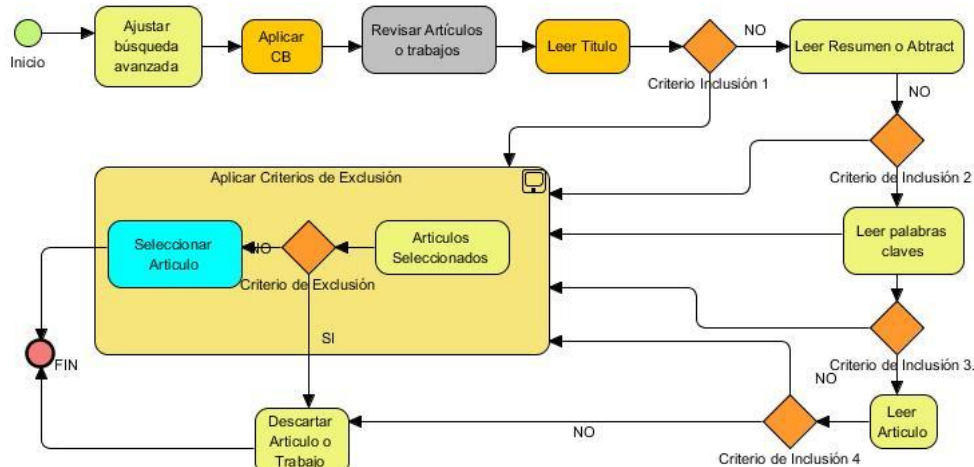 Ajustar
búsqueda
avanzada
Inicio
Aplicar
CB
Revisar Artículos
o trabajos
Leer Titulo
NO
Criterio Inclusión 1
Leer Resumen o Abtract
NO
Criterio de Inclusión 2
Aplicar Criterios de Exclusión
Seleccionar
Articulo
NO
Criterio de Exclusión
Articulos
Seleccionados
Leer palabras
claves
SI
FIN
Criterio de Inclusión 3.
NO
Descartar
Articulo o
Trabajo
NO
Criterio de Inclusión 4
Leer
Articulo